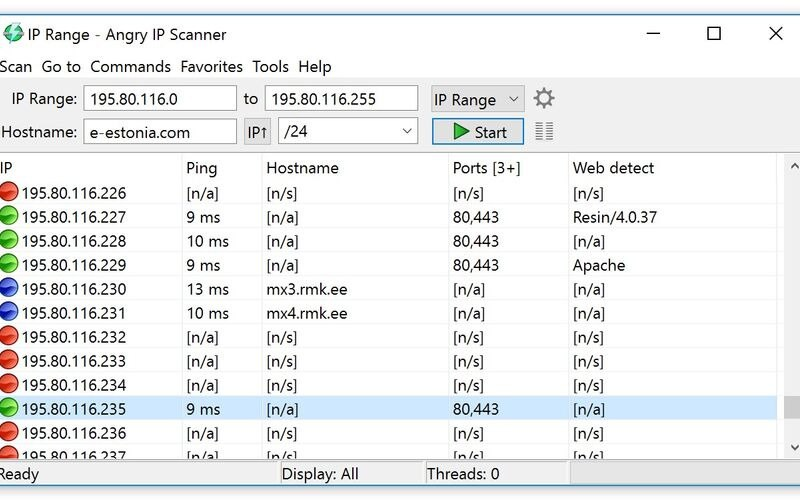 IP Range - Angry IP Scanner
Scan Go to Commands Favorites Tools Help
IP Range: 195.80.116.0 to 195.80.116.255 IP Range
Hostname: e-estonia.com IP↑ /24 Start
IP Ping Hostname Ports [3+] Web detect
195.80.116.226 [n/a] [n/s] [n/s] [n/s]
195.80.116.227 9 ms [n/a] 80,443 Resin/4.0.37
195.80.116.228 10 ms [n/a] 80,443 [n/a]
195.80.116.229 9 ms [n/a] 80,443 Apache
195.80.116.230 13 ms mx3.rmk.ee [n/a] [n/a]
195.80.116.231 10 ms mx4.rmk.ee [n/a] [n/a]
195.80.116.232 [n/a] [n/s] [n/s] [n/s]
195.80.116.233 [n/a] [n/s] [n/s] [n/s]
195.80.116.234 [n/a] [n/s] [n/s] [n/s]
195.80.116.235 9 ms [n/a] 80,443 [n/a]
195.80.116.236 [n/a] [n/s] [n/s] [n/s]
195.80.116.237 [n/a] [n/s] [n/s] [n/s]
Ready Display: All Threads: 0